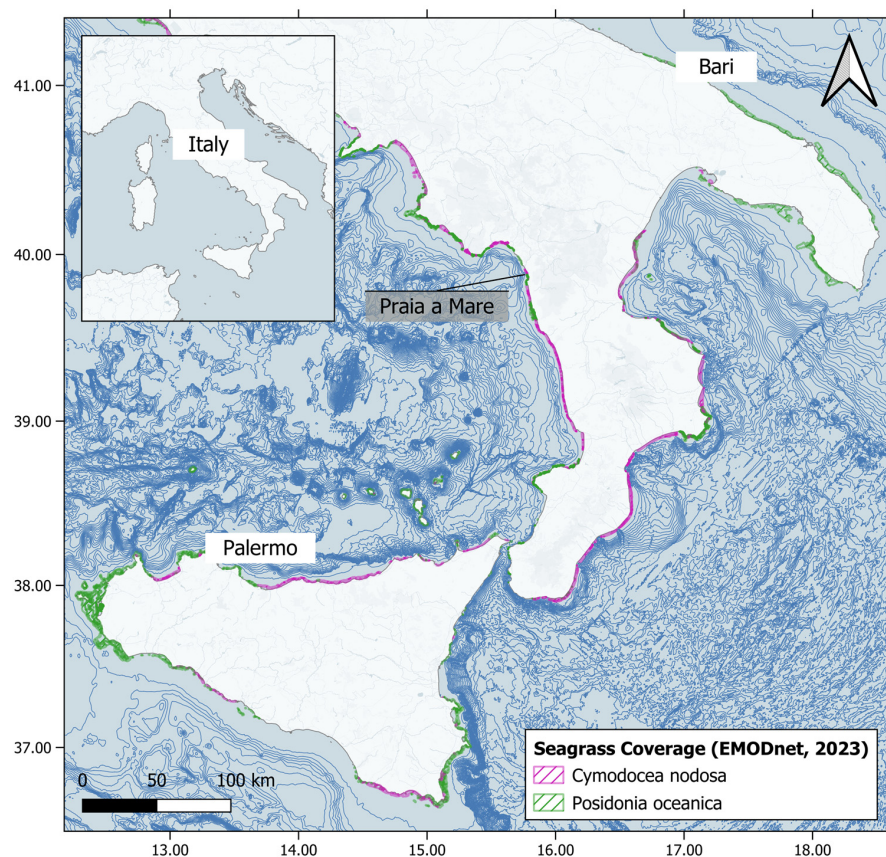 41.00
40.00
39.00
38.00
37.00
Italy
Bari
Praia a Mare
Palermo
Seagrass Coverage (EMODnet, 2023)
Cymodocea nodosa
Posidonia oceanica
0 50 100 km
13.00 14.00 15.00 16.00 17.00 18.00